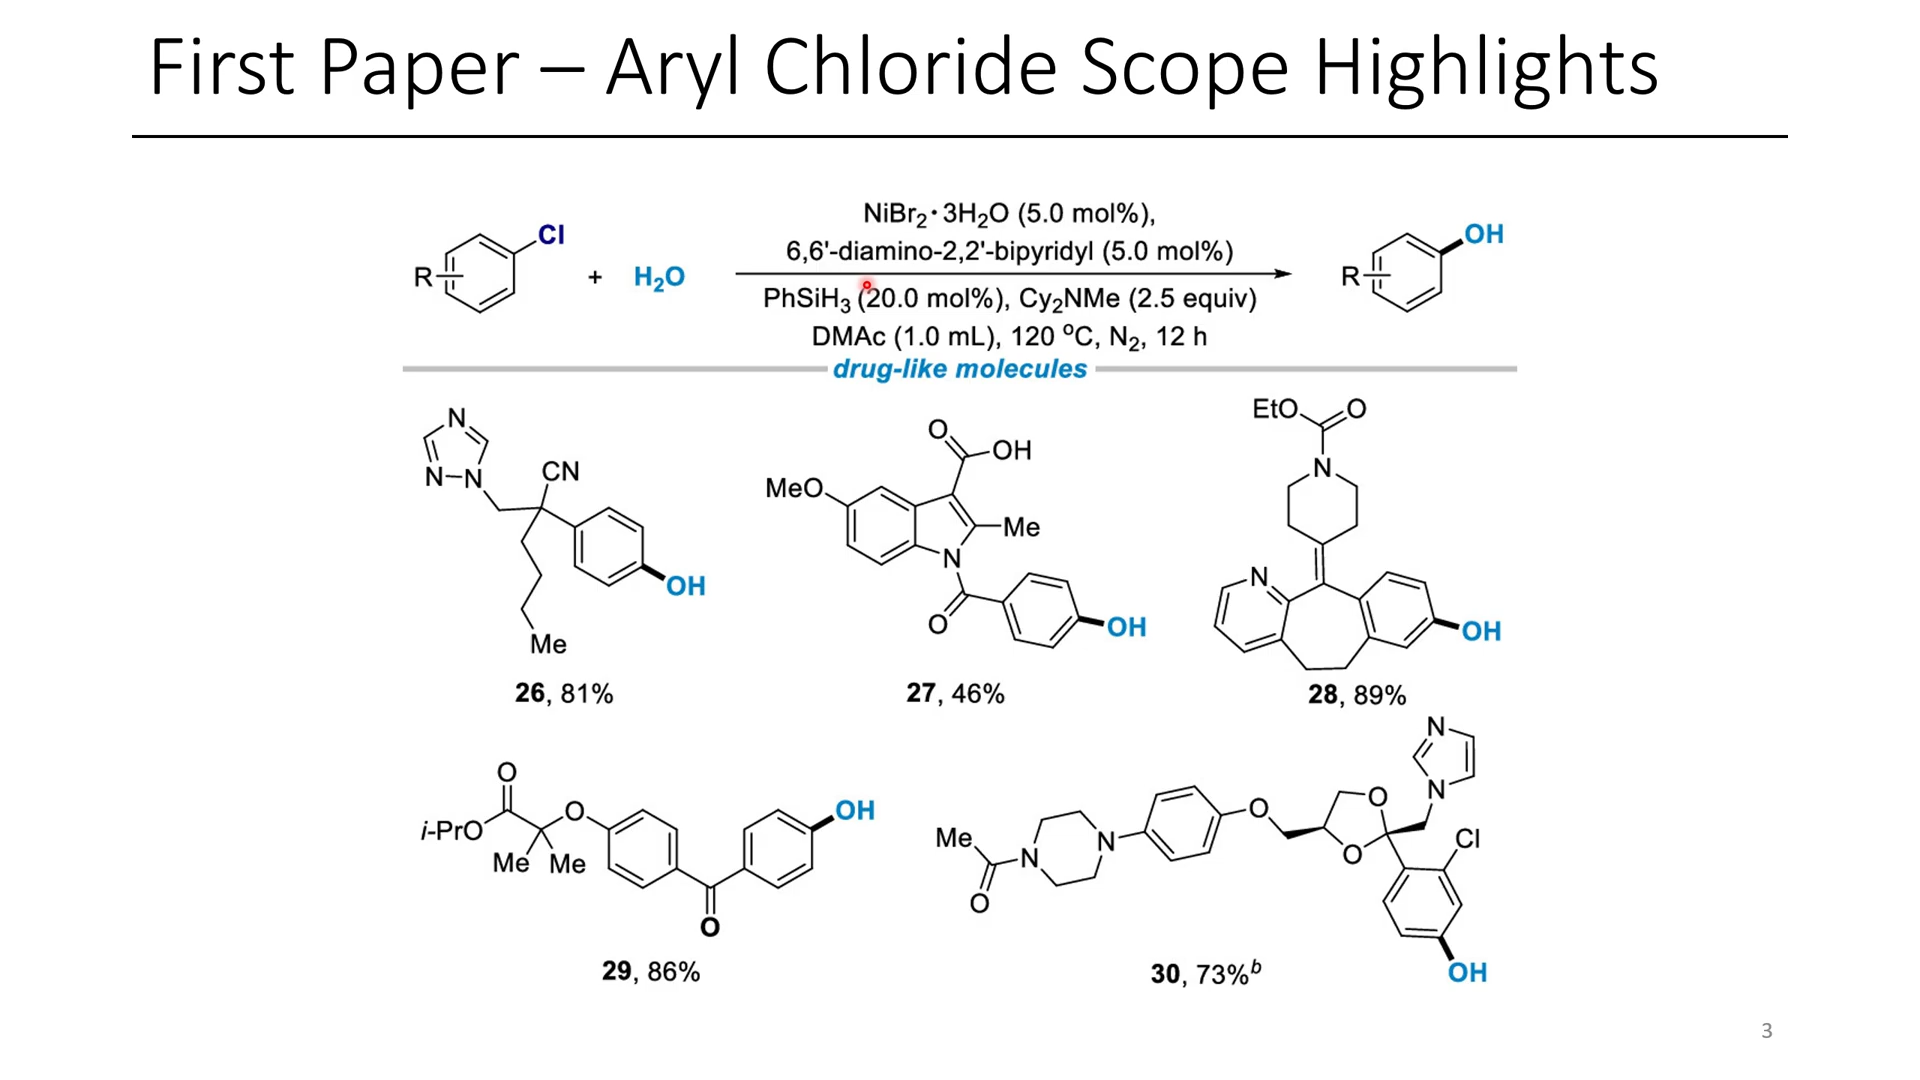 First Paper – Aryl Chloride Scope Highlights
NiBr₂·3H₂O (5.0 mol%),
6,6'-diamino-2,2'-bipyridyl (5.0 mol%)
R Cl + H₂O
PhSiH₃ (20.0 mol%), Cy₂NMe (2.5 equiv)
DMAc (1.0 mL), 120 ºC, N₂, 12 h
R OH
drug-like molecules
N
N N
CN
OH
Me
26, 81%
O
OH
MeO
Me
N
O
OH
27, 46%
EtO O
N
N
OH
28, 89%
O
i-PrO
O
Me Me
O
OH
29, 86%
Me
O
N
N
O
O
O
N
N
Cl
OH
30, 73%ᵇ
3